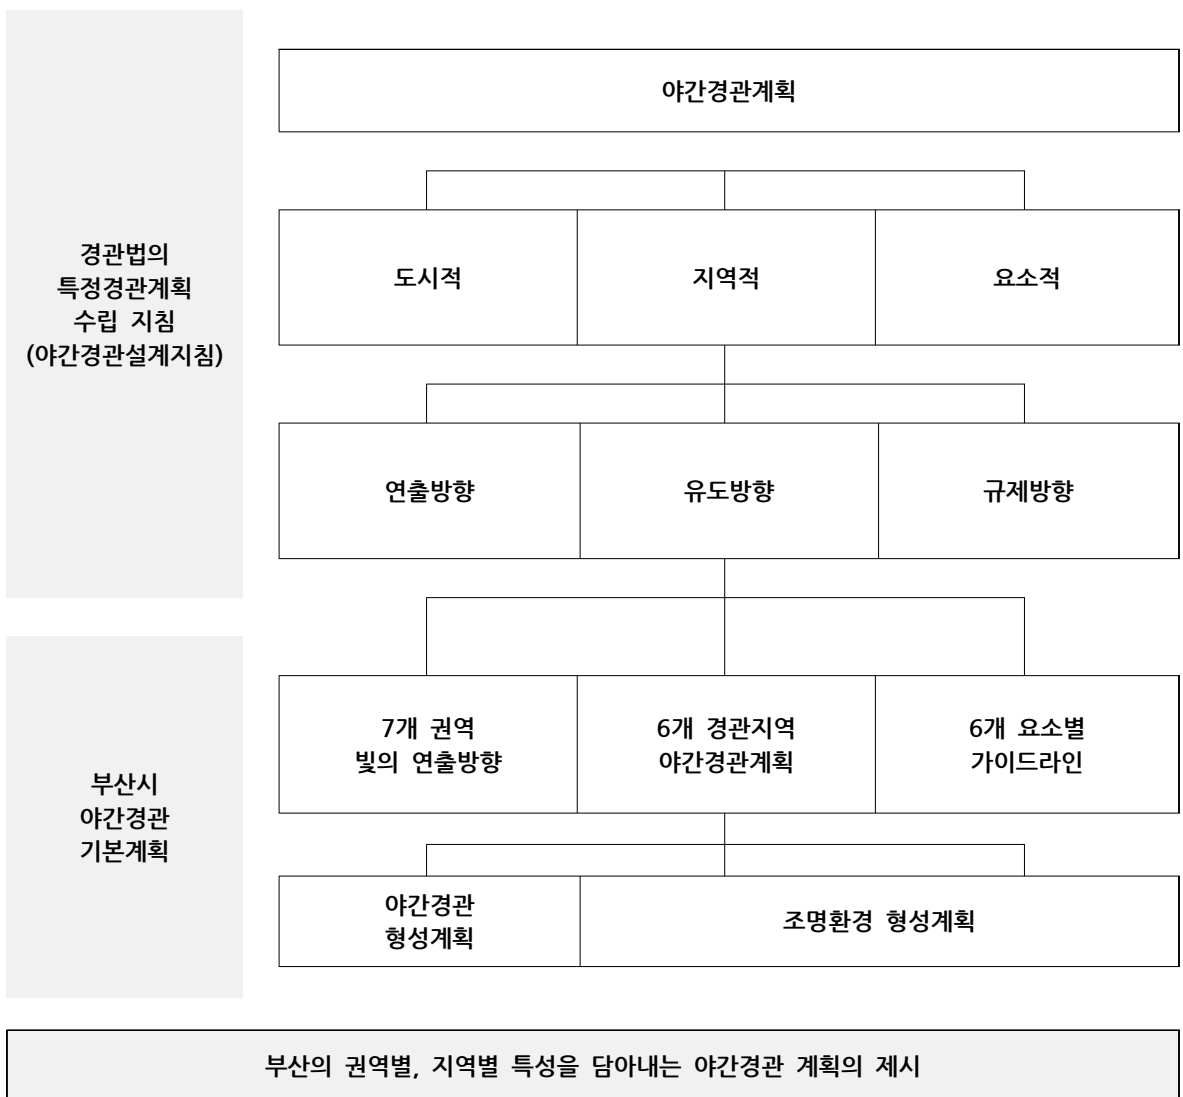 야간경관계획
경관법의
특정경관계획
수립 지침
(야간경관설계지침)
도시적
지역적
요소적
연출방향
유도방향
규제방향
부산시
야간경관
기본계획
7개 권역
빛의 연출방향
6개 경관지역
야간경관계획
6개 요소별
가이드라인
야간경관
형성계획
조명환경 형성계획
부산의 권역별, 지역별 특성을 담아내는 야간경관 계획의 제시